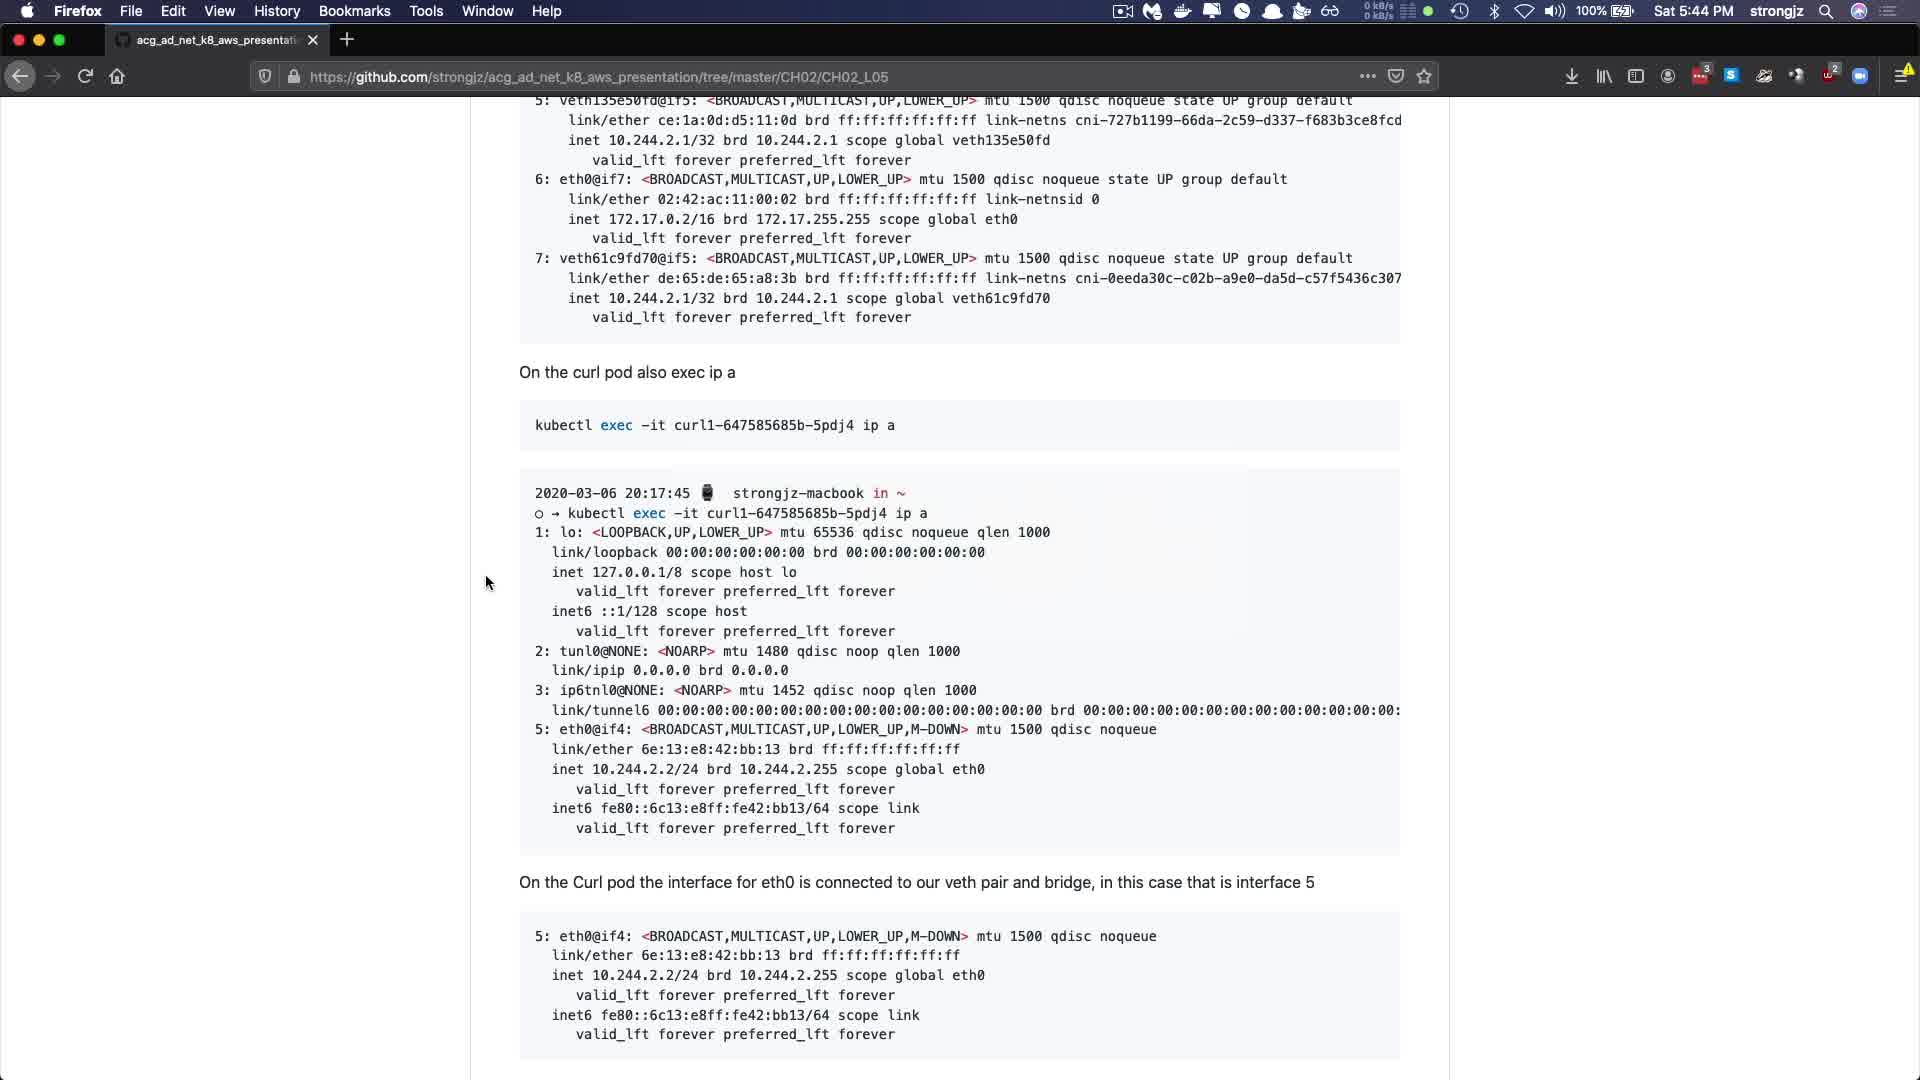 Firefox File Edit View History Bookmarks Tools Window Help 0 kB/s 0 kB/s 100% Sat 5:44 PM strongjz
acg_ad_net_k8_aws_presentati
https://github.com/strongjz/acg_ad_net_k8_aws_presentation/tree/master/CH02/CH02_L05 3 S 2
5: veth135e50fd@if5: <BROADCAST,MULTICAST,UP,LOWER_UP> mtu 1500 qdisc noqueue state UP group default
link/ether ce:1a:0d:d5:11:0d brd ff:ff:ff:ff:ff:ff link-netns cni-727b1199-66da-2c59-d337-f683b3ce8fcd
inet 10.244.2.1/32 brd 10.244.2.1 scope global veth135e50fd
valid_lft forever preferred_lft forever
6: eth0@if7: <BROADCAST,MULTICAST,UP,LOWER_UP> mtu 1500 qdisc noqueue state UP group default
link/ether 02:42:ac:11:00:02 brd ff:ff:ff:ff:ff:ff link-netnsid 0
inet 172.17.0.2/16 brd 172.17.255.255 scope global eth0
valid_lft forever preferred_lft forever
7: veth61c9fd70@if5: <BROADCAST,MULTICAST,UP,LOWER_UP> mtu 1500 qdisc noqueue state UP group default
link/ether de:65:de:65:a8:3b brd ff:ff:ff:ff:ff:ff link-netns cni-0eeda30c-c02b-a9e0-da5d-c57f5436c307
inet 10.244.2.1/32 brd 10.244.2.1 scope global veth61c9fd70
valid_lft forever preferred_lft forever
On the curl pod also exec ip a
kubectl exec -it curl1-647585685b-5pdj4 ip a
2020-03-06 20:17:45 ⌚ strongjz-macbook in ~
○ → kubectl exec -it curl1-647585685b-5pdj4 ip a
1: lo: <LOOPBACK,UP,LOWER_UP> mtu 65536 qdisc noqueue qlen 1000
link/loopback 00:00:00:00:00:00 brd 00:00:00:00:00:00
inet 127.0.0.1/8 scope host lo
valid_lft forever preferred_lft forever
inet6 ::1/128 scope host
valid_lft forever preferred_lft forever
2: tunl0@NONE: <NOARP> mtu 1480 qdisc noop qlen 1000
link/ipip 0.0.0.0 brd 0.0.0.0
3: ip6tnl0@NONE: <NOARP> mtu 1452 qdisc noop qlen 1000
link/tunnel6 00:00:00:00:00:00:00:00:00:00:00:00:00:00:00:00 brd 00:00:00:00:00:00:00:00:00:00:00:00:00:
5: eth0@if4: <BROADCAST,MULTICAST,UP,LOWER_UP,M-DOWN> mtu 1500 qdisc noqueue
link/ether 6e:13:e8:42:bb:13 brd ff:ff:ff:ff:ff:ff
inet 10.244.2.2/24 brd 10.244.2.255 scope global eth0
valid_lft forever preferred_lft forever
inet6 fe80::6c13:e8ff:fe42:bb13/64 scope link
valid_lft forever preferred_lft forever
On the Curl pod the interface for eth0 is connected to our veth pair and bridge, in this case that is interface 5
5: eth0@if4: <BROADCAST,MULTICAST,UP,LOWER_UP,M-DOWN> mtu 1500 qdisc noqueue
link/ether 6e:13:e8:42:bb:13 brd ff:ff:ff:ff:ff:ff
inet 10.244.2.2/24 brd 10.244.2.255 scope global eth0
valid_lft forever preferred_lft forever
inet6 fe80::6c13:e8ff:fe42:bb13/64 scope link
valid_lft forever preferred_lft forever